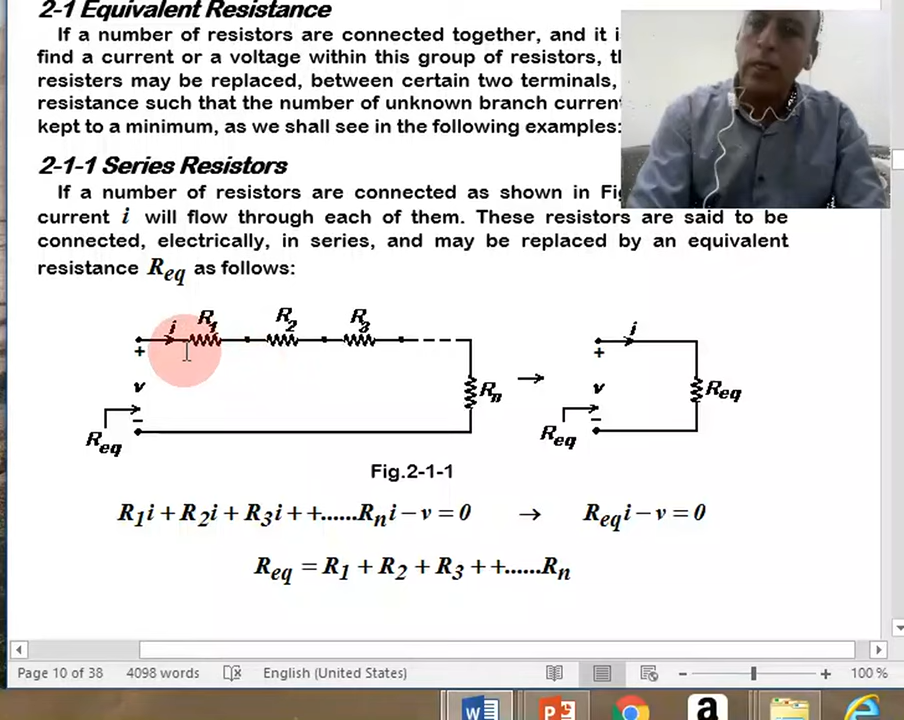 2-1 Equivalent Resistance
If a number of resistors are connected together, and it i
find a current or a voltage within this group of resistors, t
resisters may be replaced, between certain two terminals,
resistance such that the number of unknown branch curren
kept to a minimum, as we shall see in the following examples:
2-1-1 Series Resistors
If a number of resistors are connected as shown in Fi
current i will flow through each of them. These resistors are said to be
connected, electrically, in series, and may be replaced by an equivalent
resistance Req as follows:
i R1 R2 R3 i
+ +
v Rn → v Req
- -
Req Req
Fig.2-1-1
R1i+R2i+R3i++......Rni-v=0 → Reqi-v=0
Req=R1+R2+R3++......Rn
Page 10 of 38 4098 words English (United States) - + 100 %
W P a e